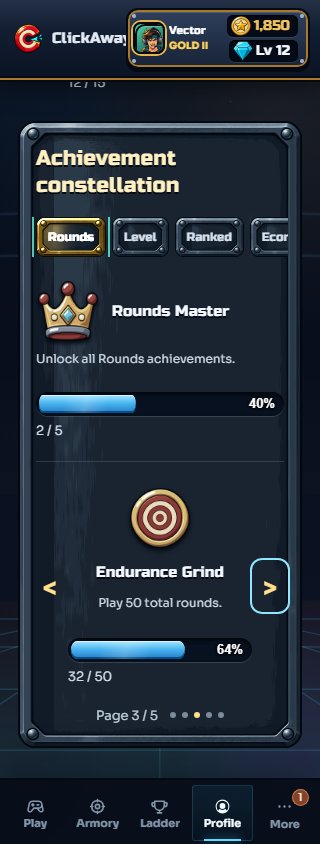 ClickAway
Vector
GOLD II
1,850
Lv 12
12 / 15
Achievement
constellation
Rounds
Level
Ranked
Rounds Master
Unlock all Rounds achievements.
40%
2 / 5
Endurance Grind
<
>
Play 50 total rounds.
64%
32 / 50
Page 3 / 5
Play
Armory
Ladder
Profile
More
1